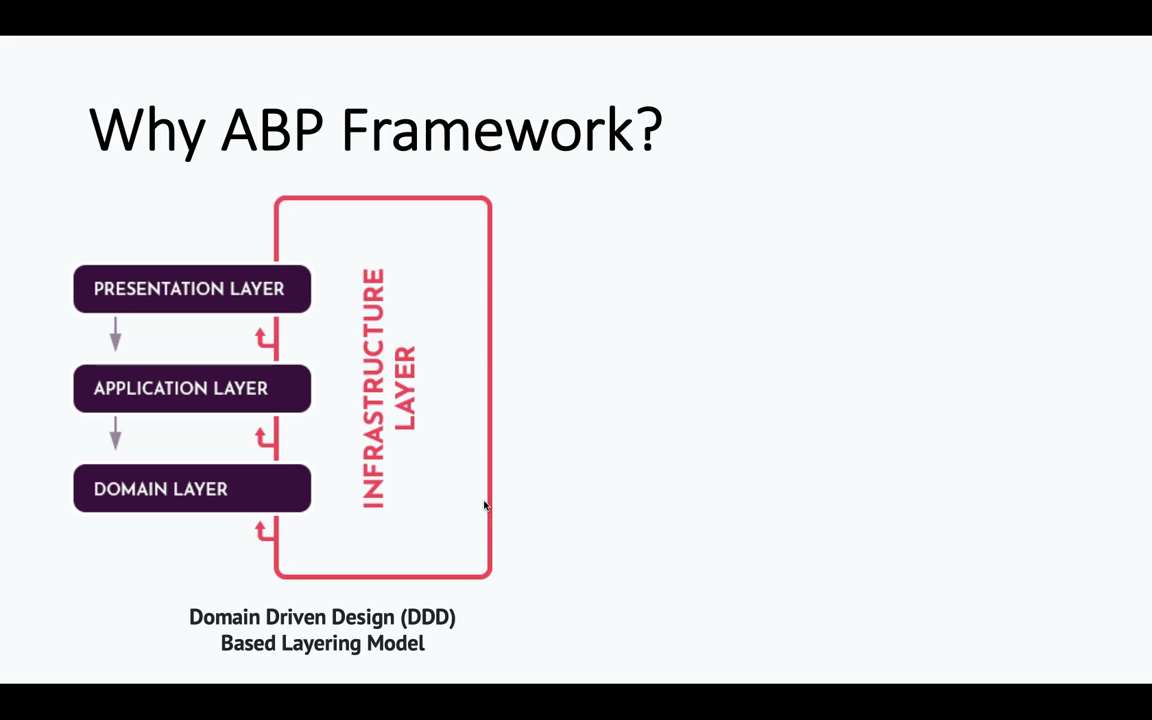 Why ABP Framework?
PRESENTATION LAYER
APPLICATION LAYER
DOMAIN LAYER
INFRASTRUCTURE
LAYER
Domain Driven Design (DDD)
Based Layering Model